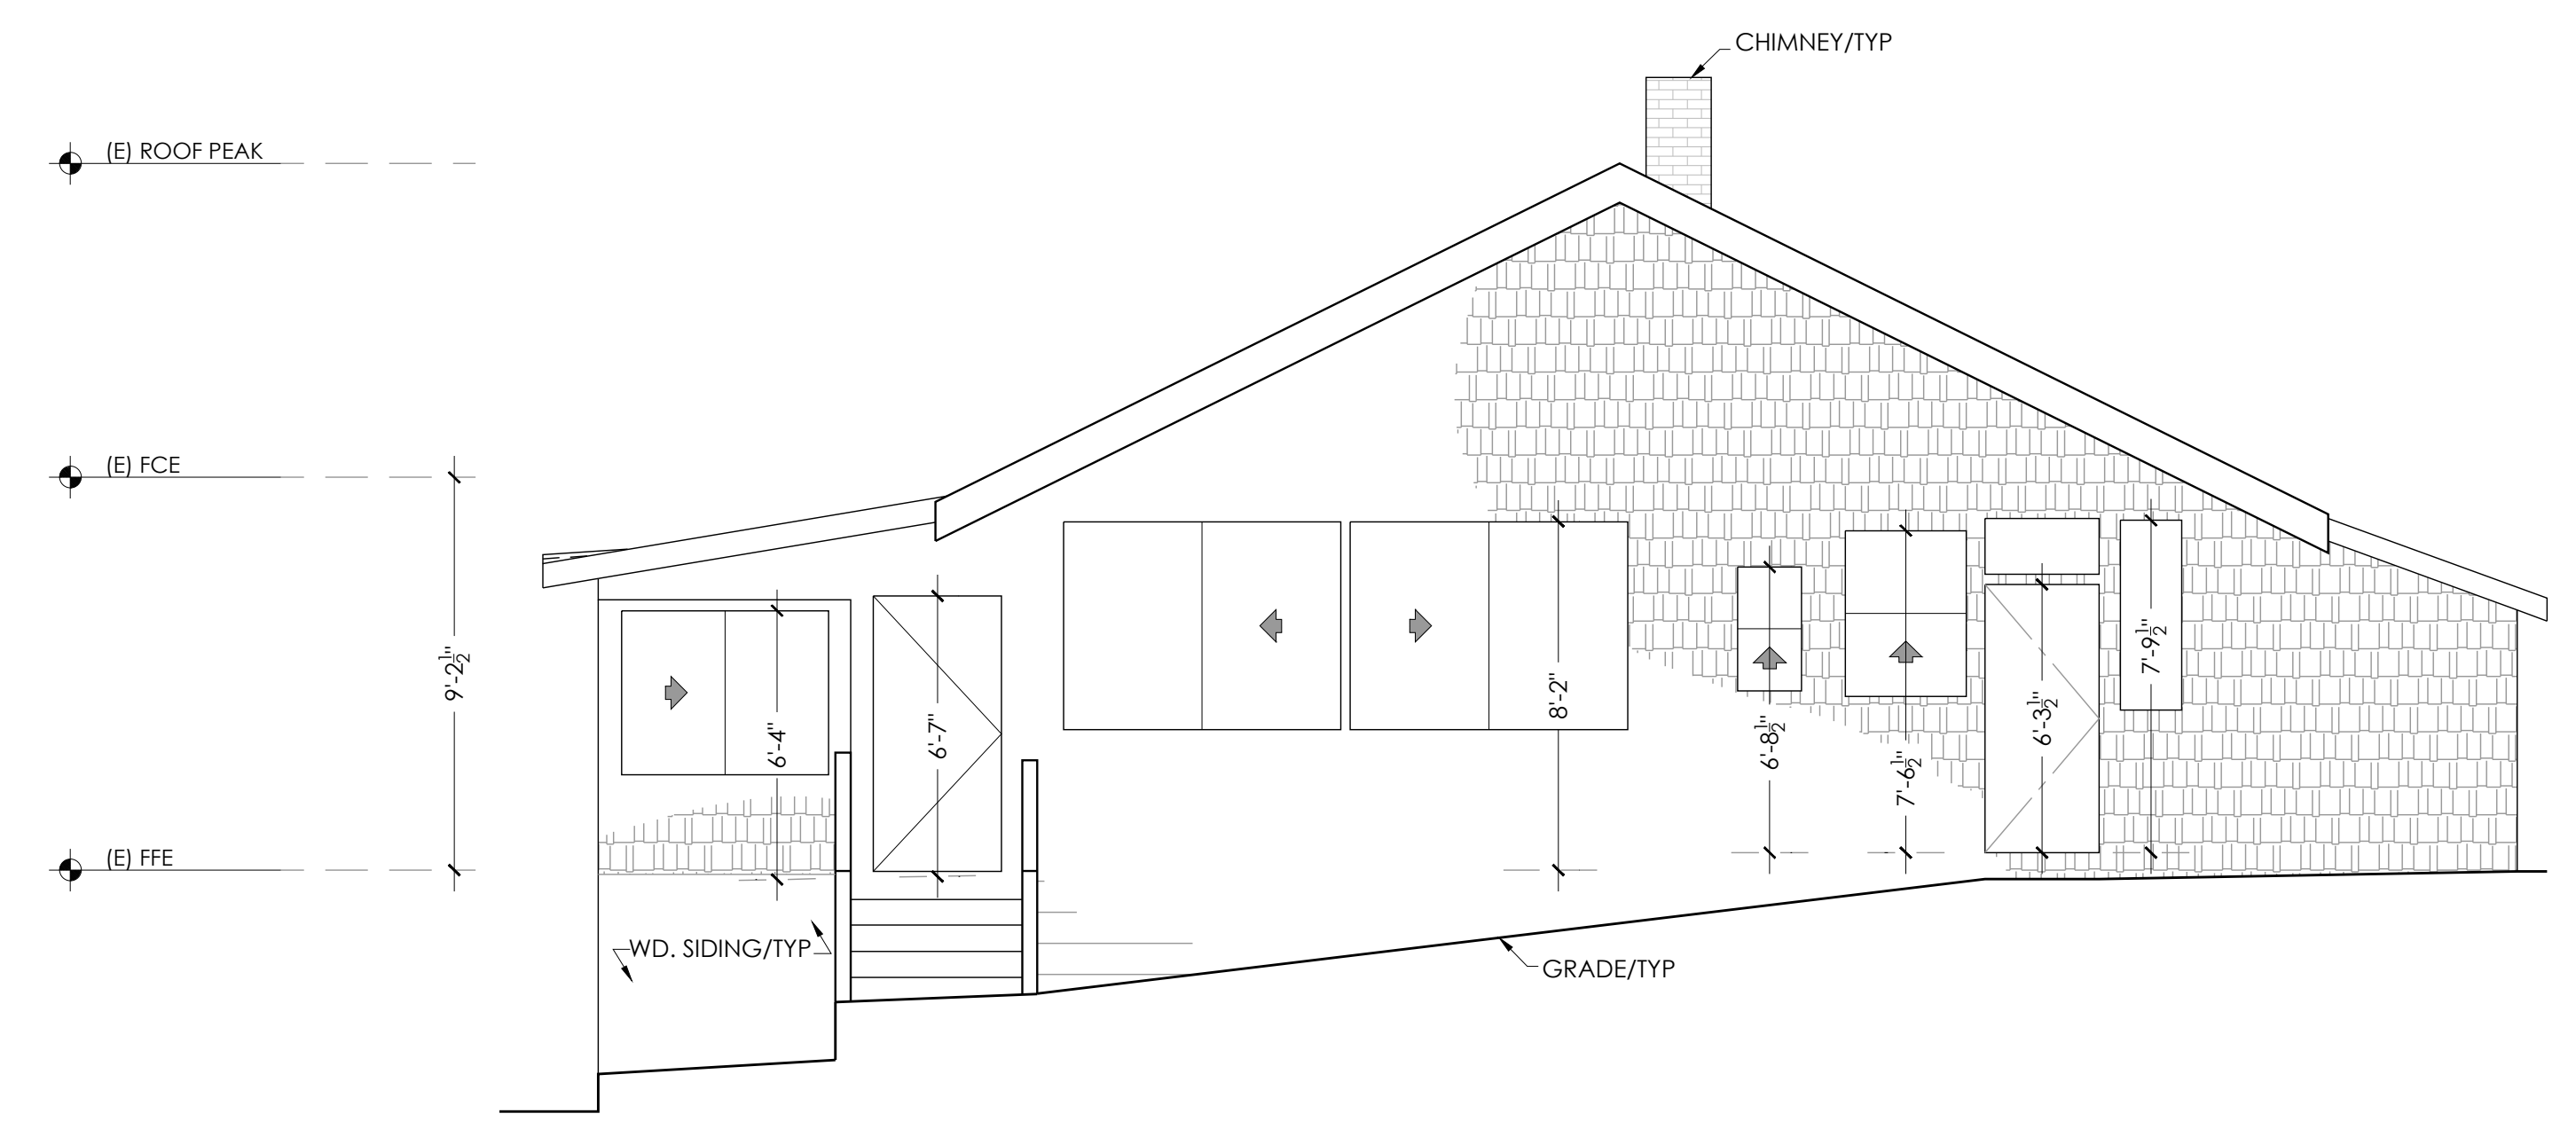 CHIMNEY/TYP
(E) ROOF PEAK
(E) FCE
9'-2½"
6'-4"
6'-7"
8'-2"
6'-8½"
7'-6½"
6'-3½"
7'-9½"
(E) FFE
WD. SIDING/TYP
GRADE/TYP